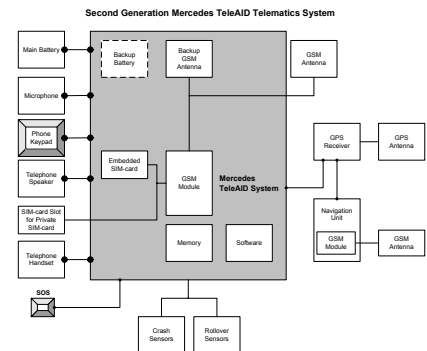 Second Generation Mercedes TeleAID Telematics System
Main Battery
Backup
Battery
Backup
GSM
Antenna
GSM
Antenna
Microphone
Phone
Keypad
GPS
Receiver
GPS
Antenna
Embedded
SIM-card
GSM
Module
Mercedes
TeleAID System
Telephone
Speaker
SIM-card Slot
for Private
SIM-card
Navigation
Unit
GSM
Module
GSM
Antenna
Memory
Software
Telephone
Handset
SOS
Crash
Sensors
Rollover
Sensors